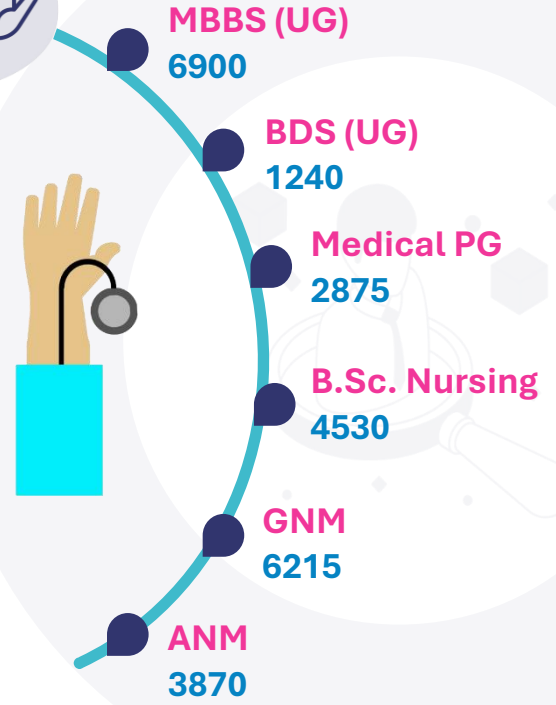 MBBS (UG)
6900
BDS (UG)
1240
Medical PG
2875
B.Sc. Nursing
4530
GNM
6215
ANM
3870